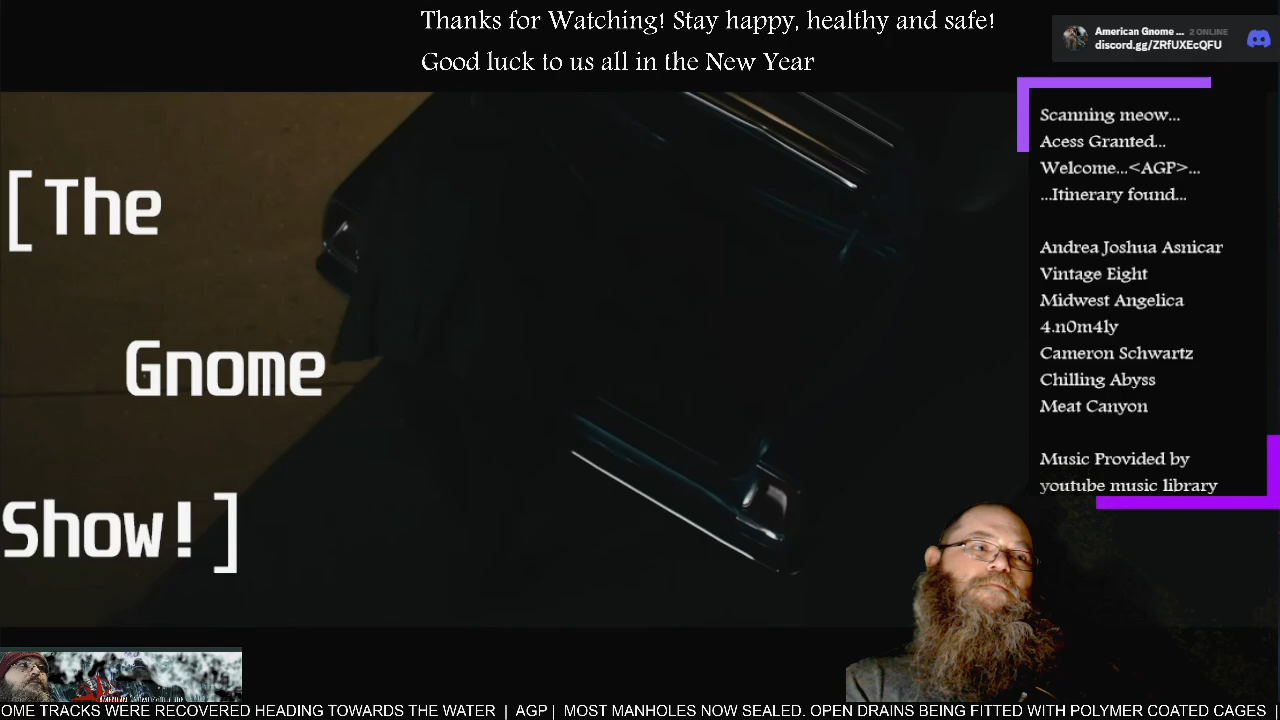 Thanks for Watching! Stay happy, healthy and safe!
Good luck to us all in the New Year
American Gnome ... 2 ONLINE
discord.gg/ZRfUXEcQFU
Scanning meow...
Acess Granted...
Welcome...<AGP>...
...Itinerary found...
Andrea Joshua Asnicar
Vintage Eight
Midwest Angelica
4.n0m4ly
Cameron Schwartz
Chilling Abyss
Meat Canyon
Music Provided by
youtube music library
[The
Gnome
Show!]
OME TRACKS WERE RECOVERED HEADING TOWARDS THE WATER | AGP | MOST MANHOLES NOW SEALED. OPEN DRAINS BEING FITTED WITH POLYMER COATED CAGES |